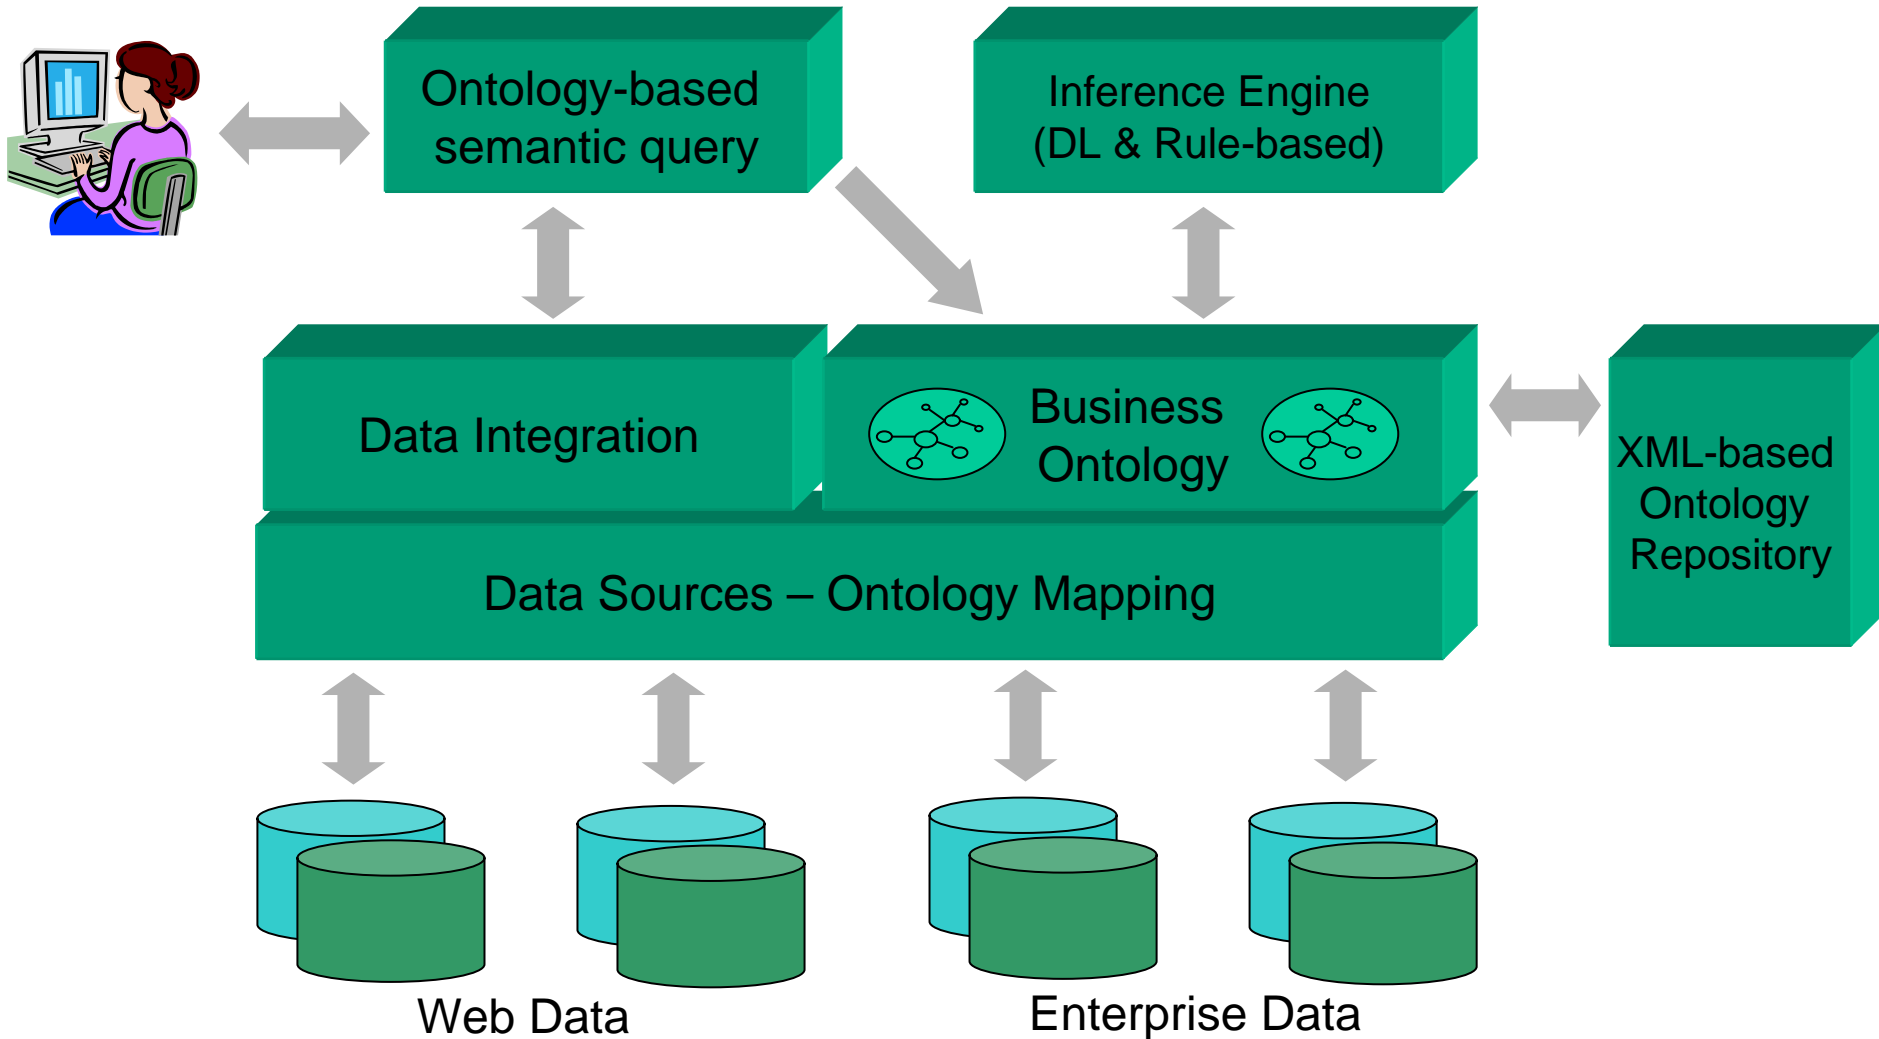 Ontology-based
semantic query
Inference Engine
(DL & Rule-based)
Data Integration
Business
Ontology
XML-based
Ontology
Repository
Data Sources – Ontology Mapping
Web Data
Enterprise Data